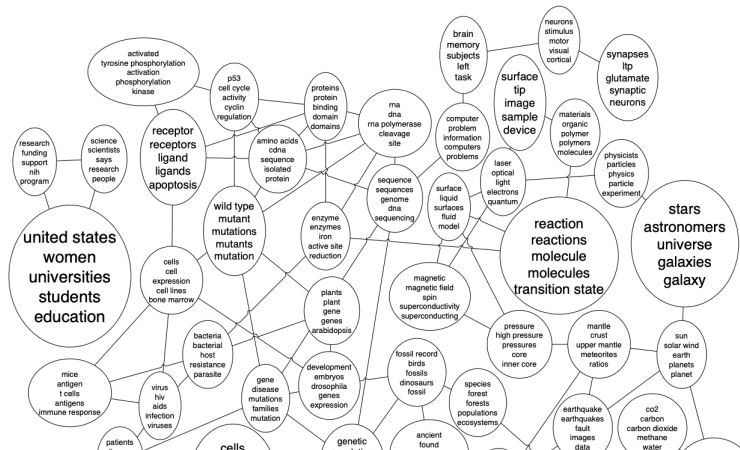 neurons
stimulus
motor
visual
cortical
brain
memory
subjects
left
task
synapses
ltp
glutamate
synaptic
neurons
activated
tyrosine phosphorylation
activation
phosphorylation
kinase
p53
cell cycle
activity
cyclin
regulation
proteins
protein
binding
domain
domains
rna
dna
rna polymerase
cleavage
site
surface
tip
image
sample
device
computer
problem
information
computers
problems
materials
organic
polymer
polymers
molecules
research
funding
support
nih
program
science
scientists
says
research
people
receptor
receptors
ligand
ligands
apoptosis
amino acids
cdna
sequence
isolated
protein
sequence
sequences
genome
dna
sequencing
laser
optical
light
electrons
quantum
physicists
particles
physics
particle
experiment
surface
liquid
surfaces
fluid
model
wild type
mutant
mutations
mutants
mutation
enzyme
enzymes
iron
active site
reduction
reaction
reactions
molecule
molecules
transition state
stars
astronomers
universe
galaxies
galaxy
united states
women
universities
students
education
cells
cell
expression
cell lines
bone marrow
magnetic
magnetic field
spin
superconductivity
superconducting
plants
plant
gene
genes
arabidopsis
bacteria
bacterial
host
resistance
parasite
pressure
high pressure
pressures
core
inner core
mantle
crust
upper mantle
meteorites
ratios
sun
solar wind
earth
planets
planet
mice
antigen
t cells
antigens
immune response
virus
hiv
aids
infection
viruses
gene
disease
mutations
families
mutation
development
embryos
drosophila
genes
expression
fossil record
birds
fossils
dinosaurs
fossil
species
forest
forests
populations
ecosystems
earthquake
earthquakes
fault
images
data
co2
carbon
carbon dioxide
methane
water
patients
cells
genetic
ancient
found